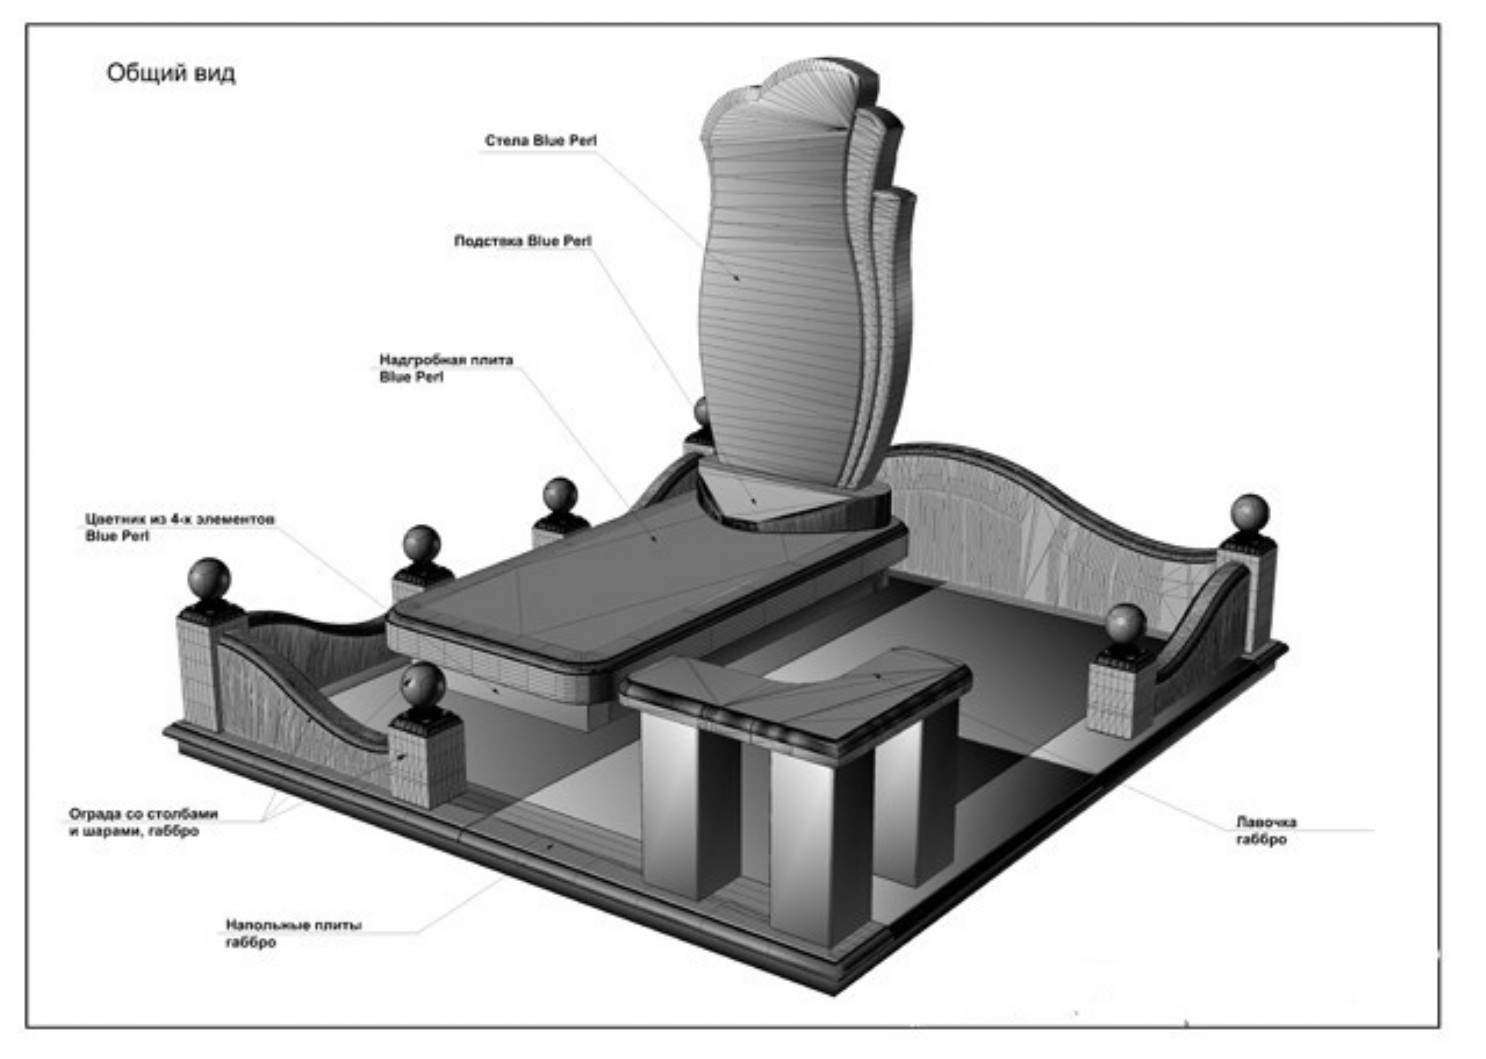 Общий вид
Стела Blue Perl
Подствка Blue Perl
Надгробная плита
Blue Perl
Цветник из 4-х элементов
Blue Perl
Ограда со столбами
и шарами, габбро
Лавочка
габбро
Напольные плиты
габбро